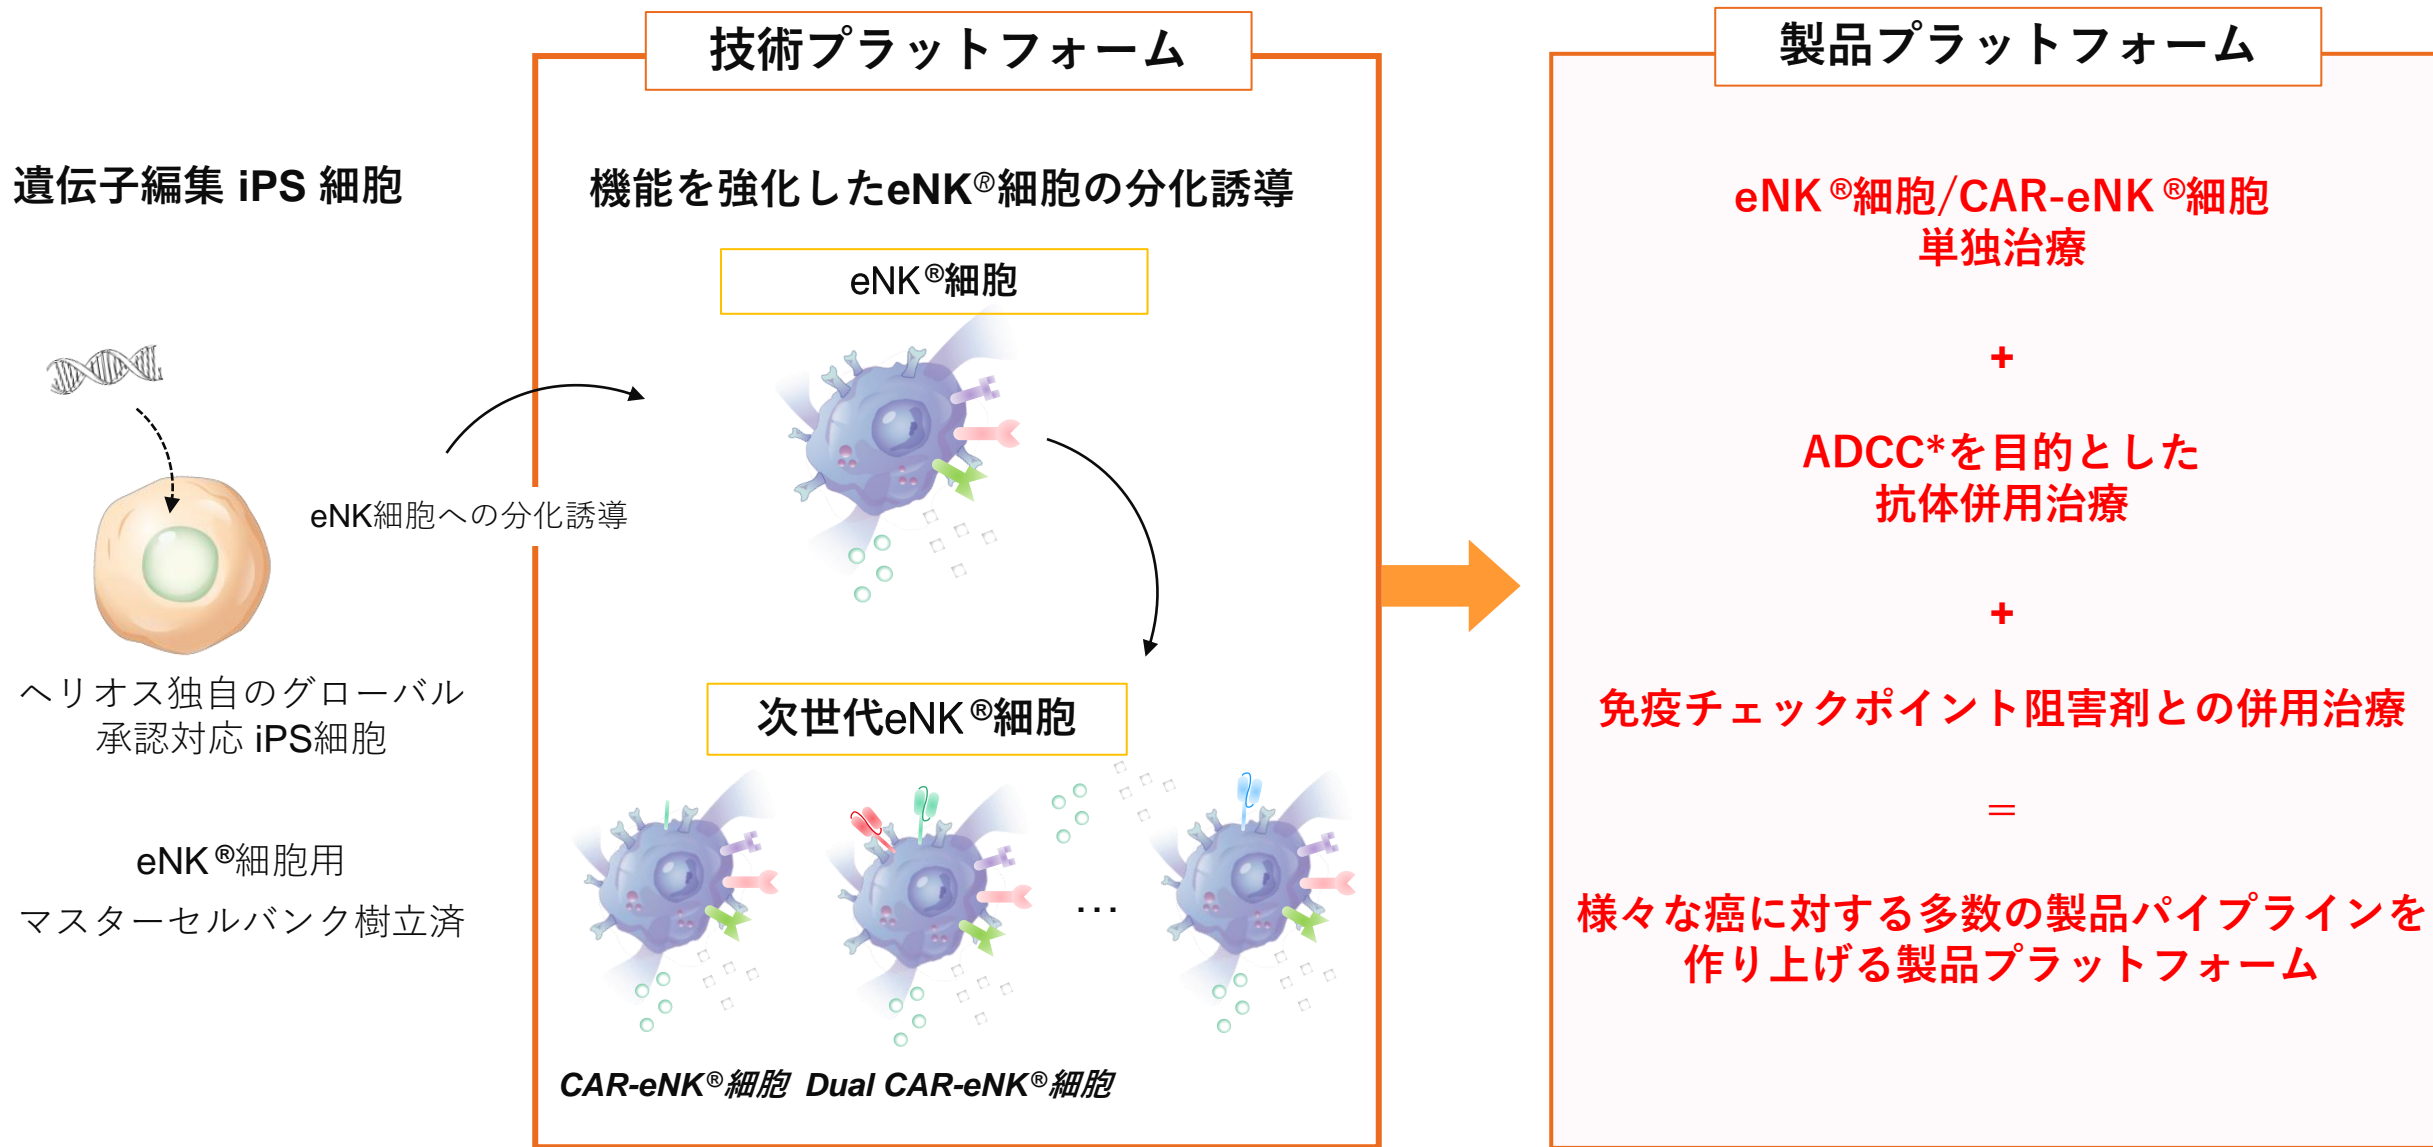 遺伝子編集 iPS 細胞
eNK細胞への分化誘導
ヘリオス独自のグローバル
承認対応 iPS細胞
eNK®細胞用
マスターセルバンク樹立済
技術プラットフォーム
機能を強化したeNK®細胞の分化誘導
eNK®細胞
次世代eNK®細胞
…
CAR-eNK®細胞 Dual CAR-eNK®細胞
製品プラットフォーム
eNK®細胞/CAR-eNK®細胞
単独治療
+
ADCC*を目的とした
抗体併用治療
+
免疫チェックポイント阻害剤との併用治療
＝
様々な癌に対する多数の製品パイプラインを
作り上げる製品プラットフォーム